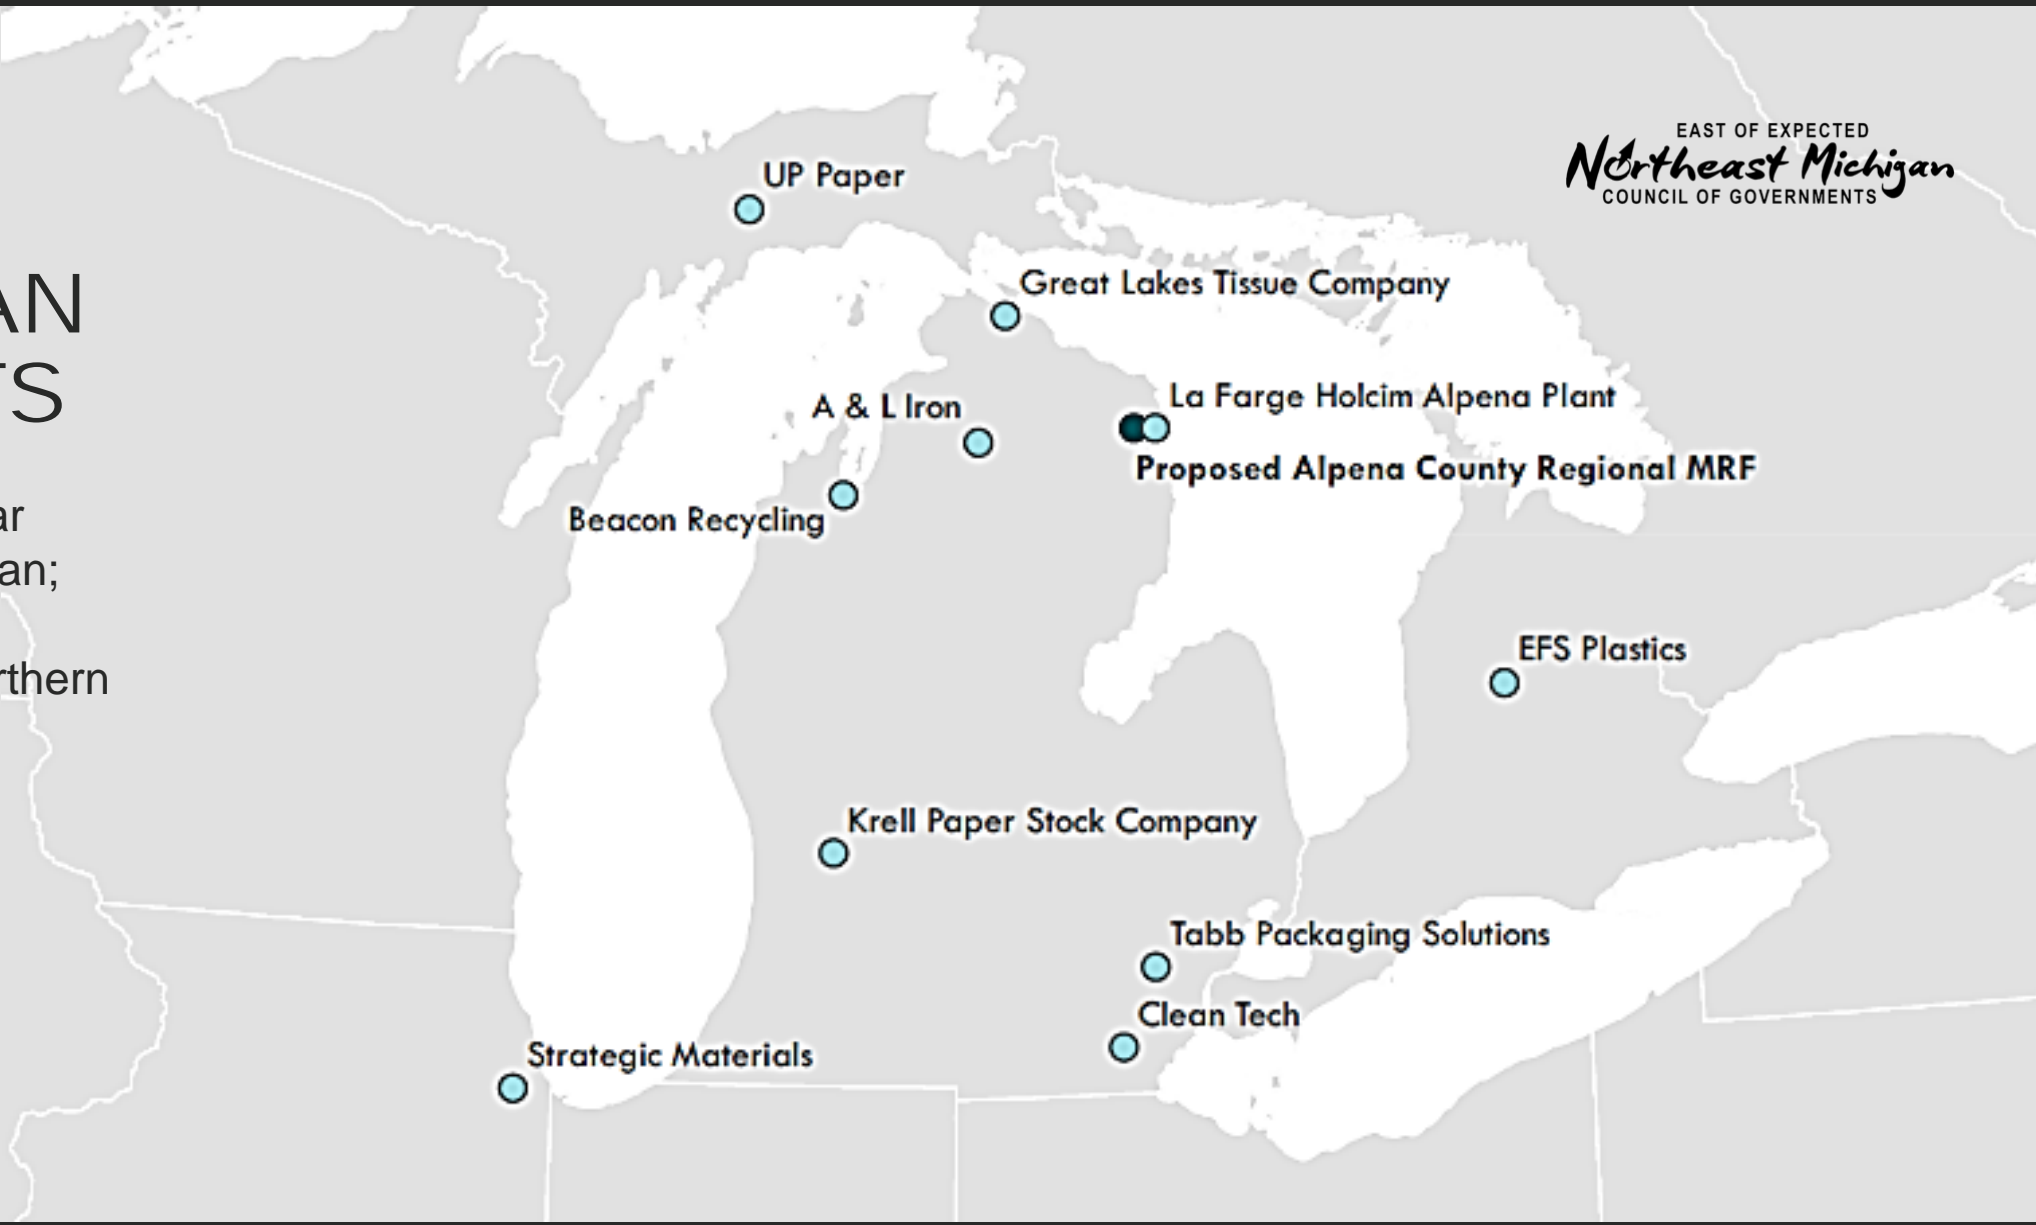 EAST OF EXPECTED
Northeast Michigan
COUNCIL OF GOVERNMENTS
UP Paper
Great Lakes Tissue Company
AN
TS
A & L Iron
La Farge Holcim Alpena Plant
Proposed Alpena County Regional MRF
Beacon Recycling
ar
an;
rthern
EFS Plastics
Krell Paper Stock Company
Tabb Packaging Solutions
Clean Tech
Strategic Materials